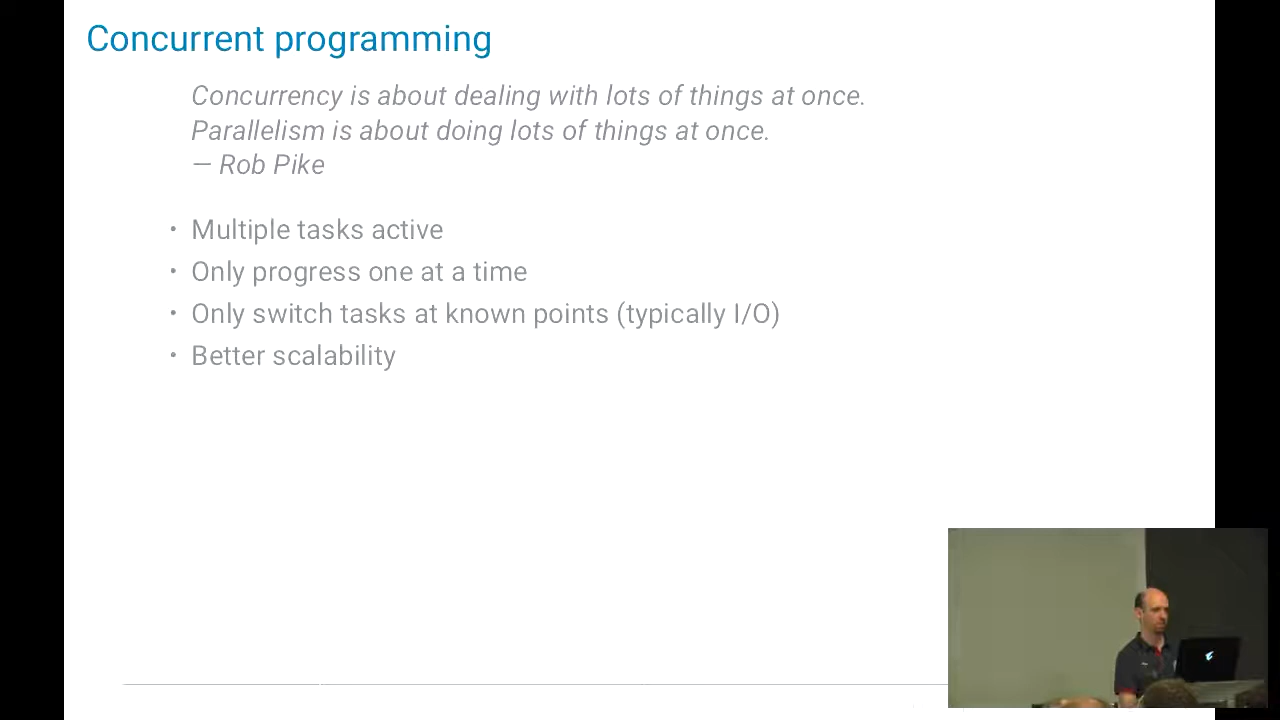 Concurrent programming
Concurrency is about dealing with lots of things at once.
Parallelism is about doing lots of things at once.
— Rob Pike
• Multiple tasks active
• Only progress one at a time
• Only switch tasks at known points (typically I/O)
• Better scalability